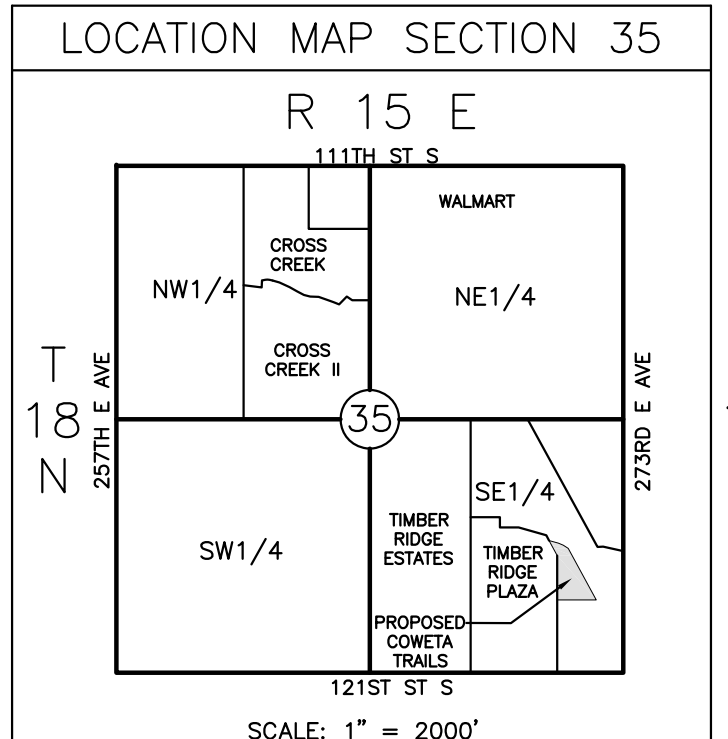 LOCATION MAP SECTION 35
R 15 E
111TH ST S
WALMART
CROSS
CREEK
NW1/4
NE1/4
CROSS
CREEK II
T
18
N
257TH E AVE
35
273RD E AVE
SE1/4
TIMBER
RIDGE
ESTATES
SW1/4
TIMBER
RIDGE
PLAZA
PROPOSED
COWETA
TRAILS
121ST ST S
SCALE: 1" = 2000'